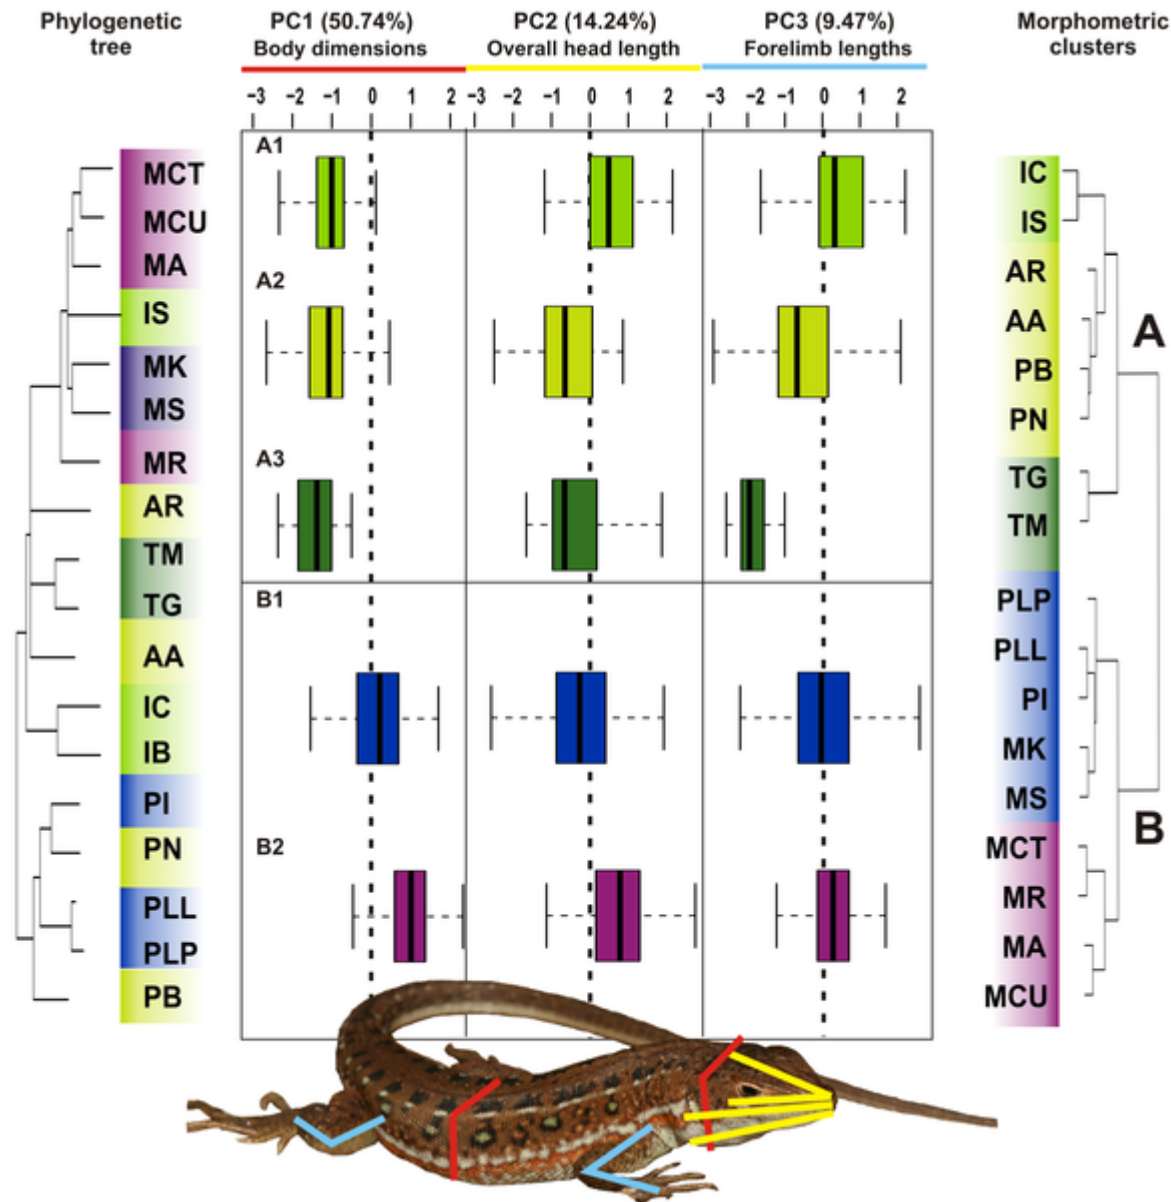 Phylogenetic
tree
PC1 (50.74%)
Body dimensions
PC2 (14.24%)
Overall head length
PC3 (9.47%)
Forelimb lengths
Morphometric
clusters
−3 −2 −1 0 1 2
−3 −2 −1 0 1 2
−3 −2 −1 0 1 2
MCT
MCU
MA
IS
MK
MS
MR
AR
TM
TG
AA
IC
IB
PI
PN
PLL
PLP
PB
A1
A2
A3
B1
B2
IC
IS
AR
AA
PB
PN
TG
TM
PLP
PLL
PI
MK
MS
MCT
MR
MA
MCU
A
B